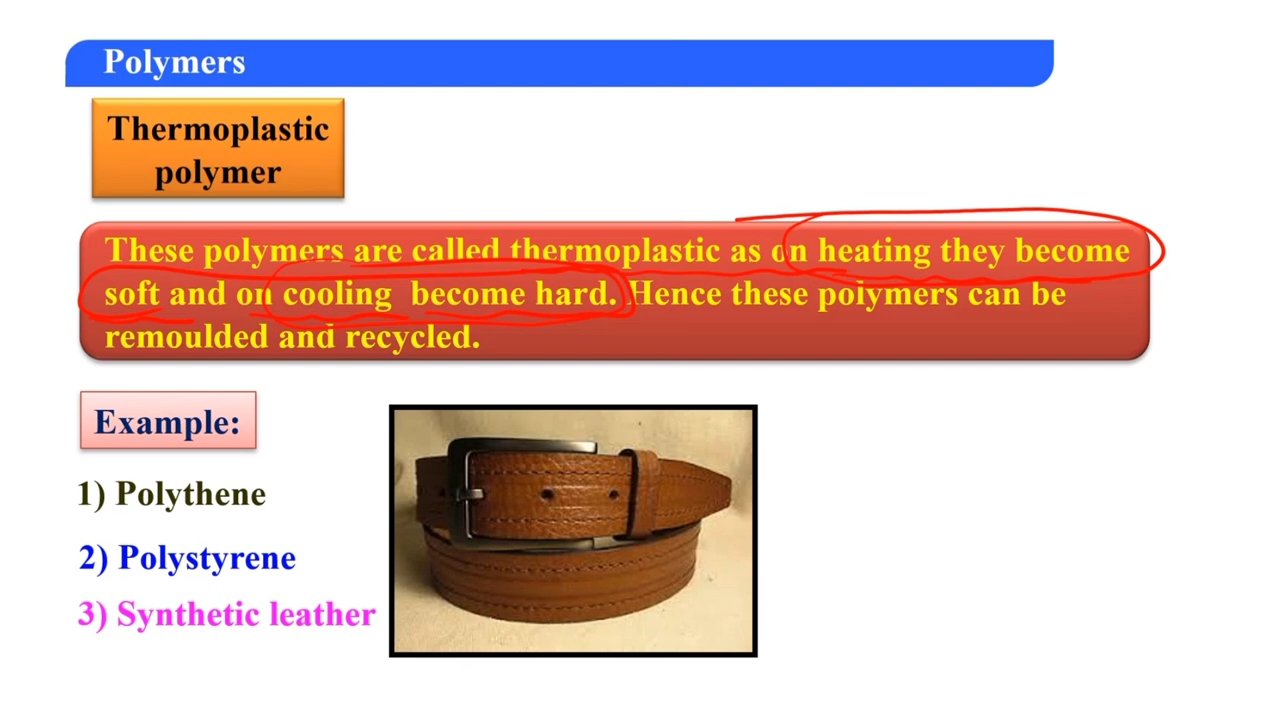 Polymers
Thermoplastic
polymer
These polymers are called thermoplastic as on heating they become
soft and on cooling become hard. Hence these polymers can be
remoulded and recycled.
Example:
1) Polythene
2) Polystyrene
3) Synthetic leather